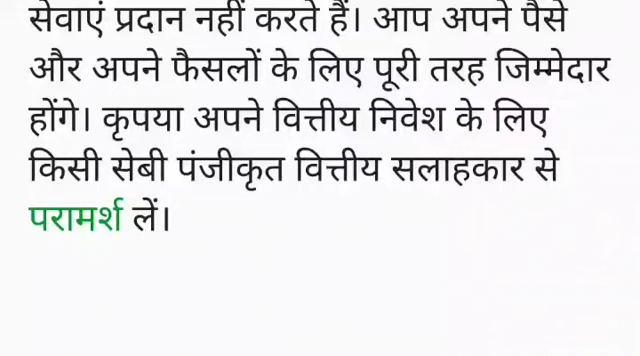 सेवाएं प्रदान नहीं करते हैं। आप अपने पैसे
और अपने फैसलों के लिए पूरी तरह जिम्मेदार
होंगे। कृपया अपने वित्तीय निवेश के लिए
किसी सेबी पंजीकृत वित्तीय सलाहकार से
परामर्श लें।